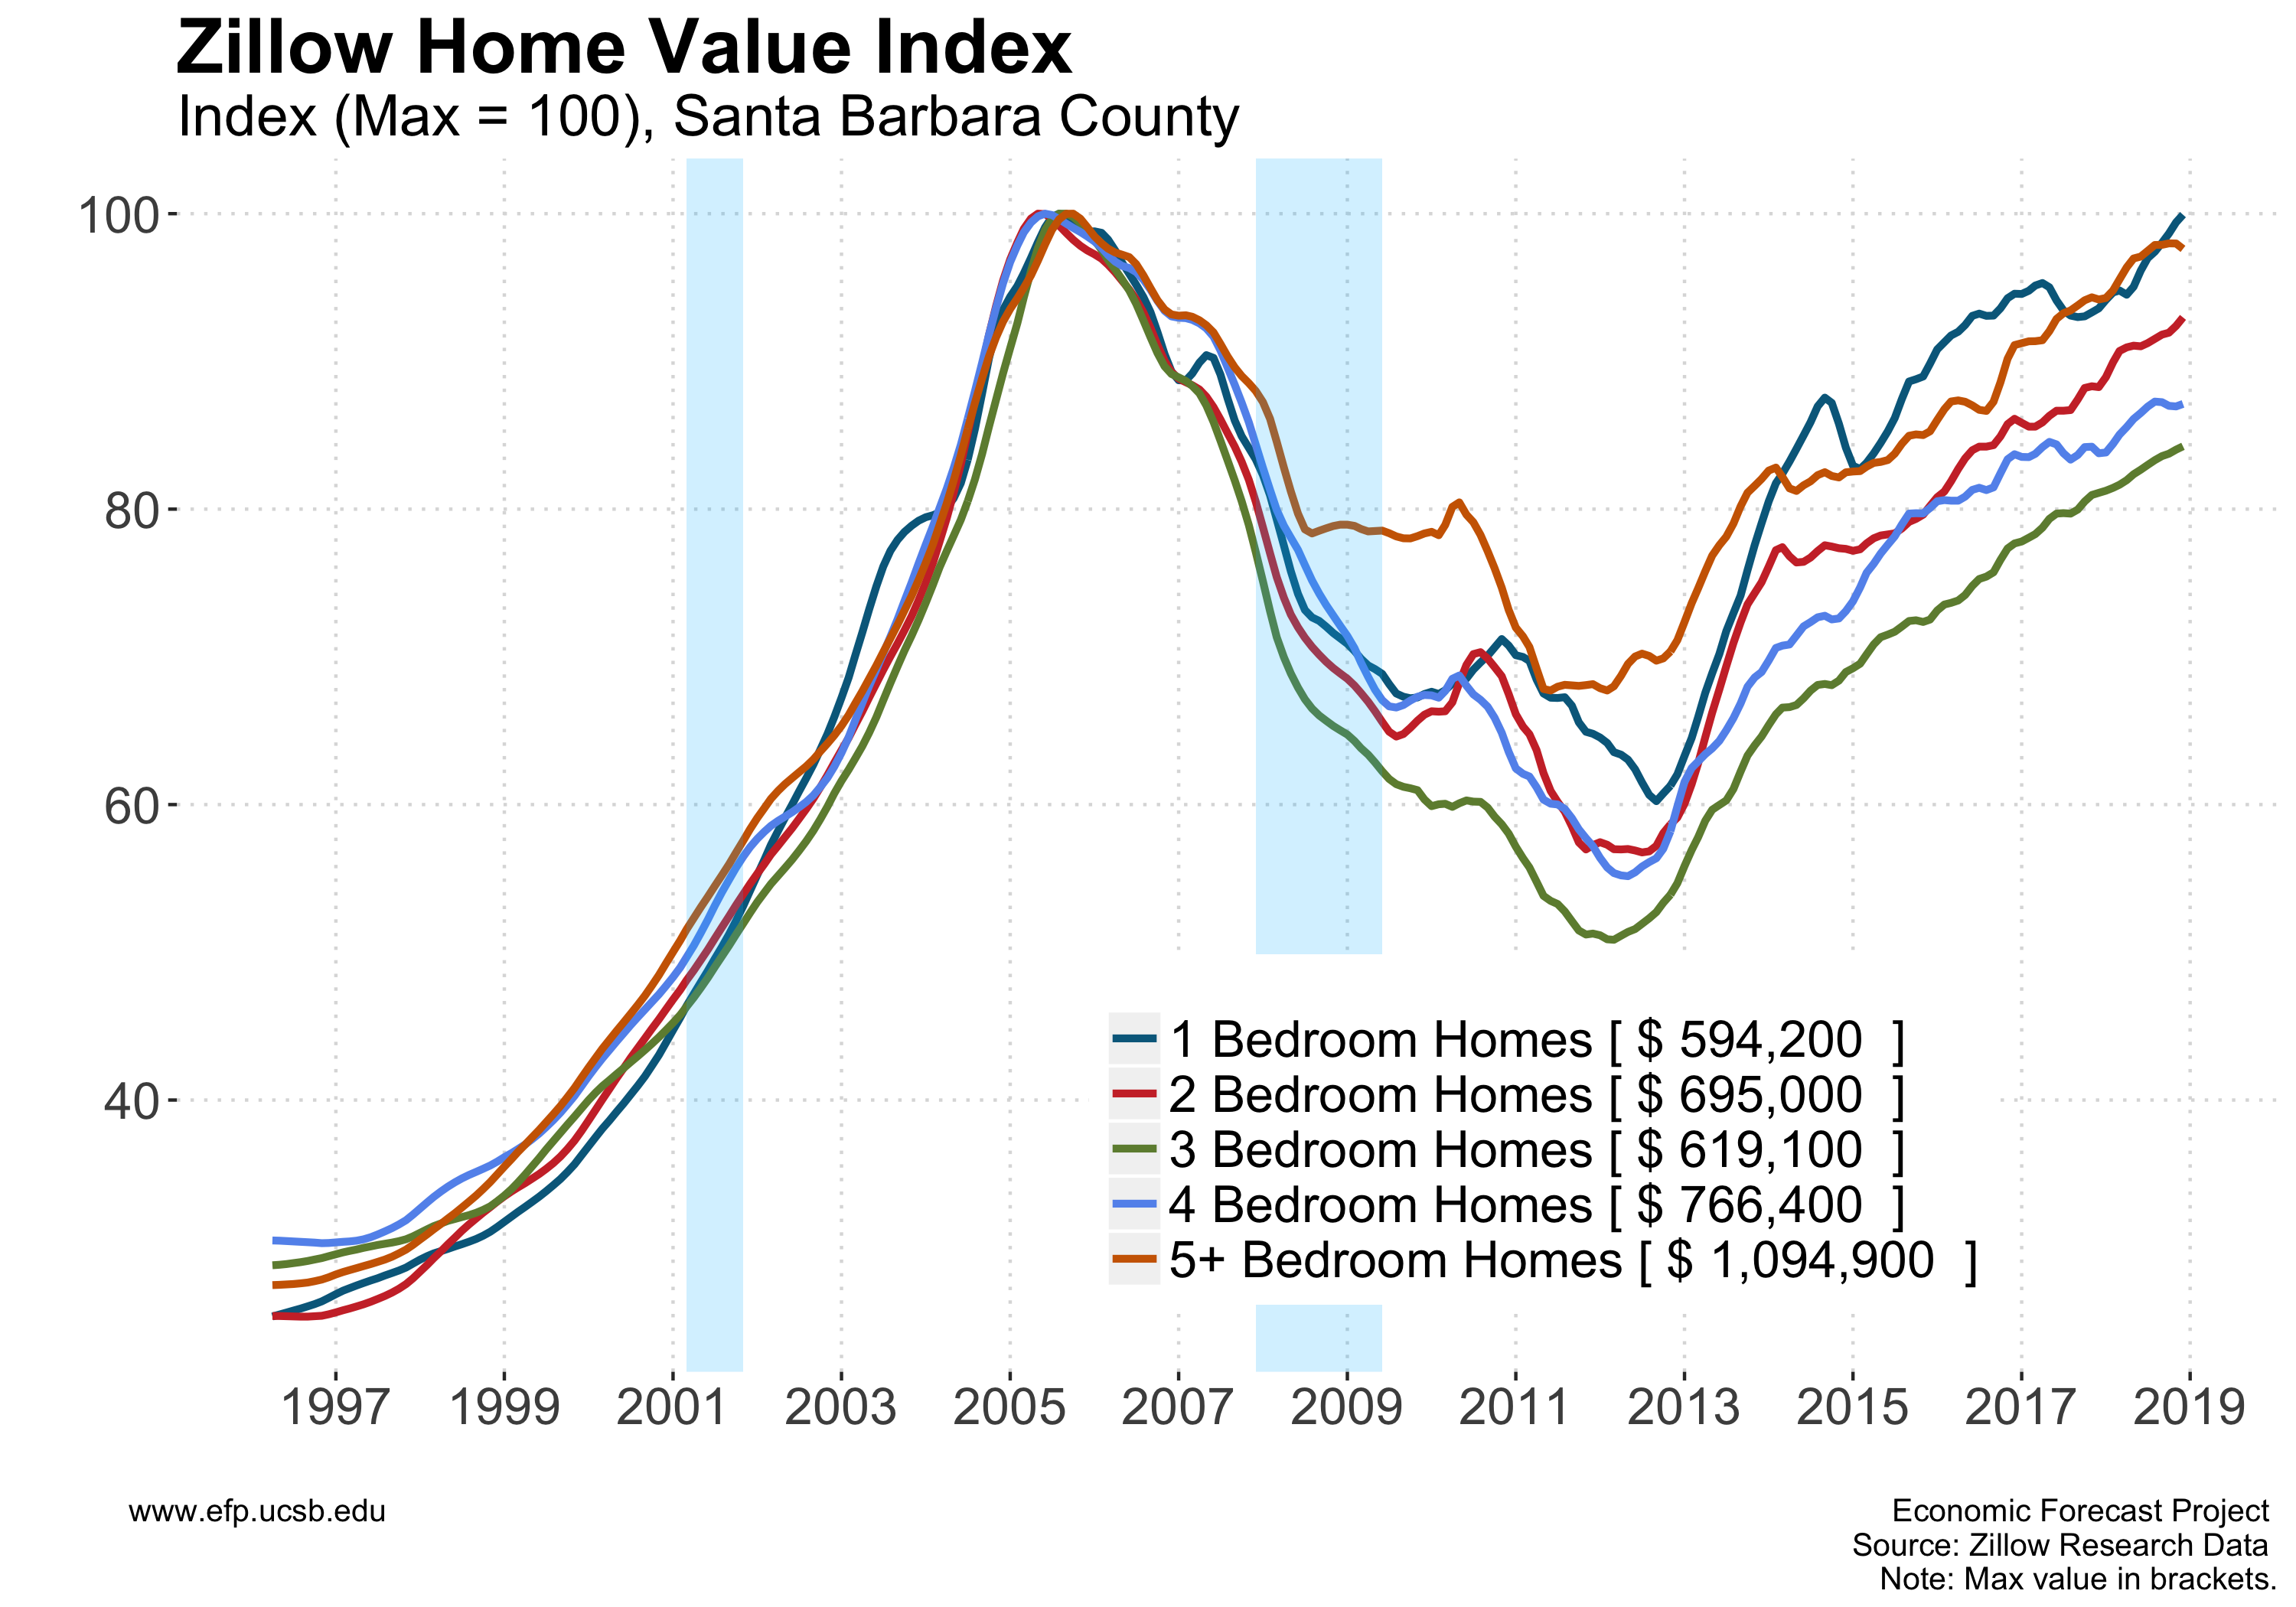 Zillow Home Value Index
Index (Max = 100), Santa Barbara County
100
80
60
40
1 Bedroom Homes [ $ 594,200 ]
2 Bedroom Homes [ $ 695,000 ]
3 Bedroom Homes [ $ 619,100 ]
4 Bedroom Homes [ $ 766,400 ]
5+ Bedroom Homes [ $ 1,094,900 ]
1997 1999 2001 2003 2005 2007 2009 2011 2013 2015 2017 2019
www.efp.ucsb.edu
Economic Forecast Project
Source: Zillow Research Data
Note: Max value in brackets.